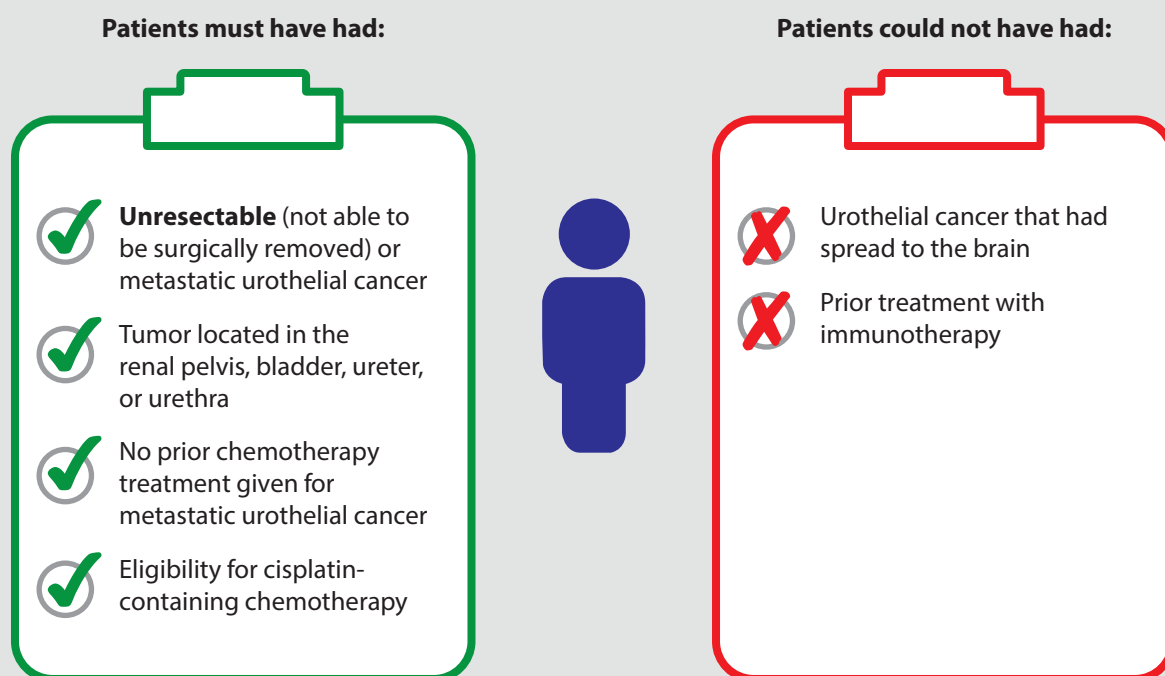 Patients must have had:
Unresectable (not able to
be surgically removed) or
metastatic urothelial cancer
Tumor located in the
renal pelvis, bladder, ureter,
or urethra
No prior chemotherapy
treatment given for
metastatic urothelial cancer
Eligibility for cisplatin-
containing chemotherapy
Patients could not have had:
Urothelial cancer that had
spread to the brain
Prior treatment with
immunotherapy